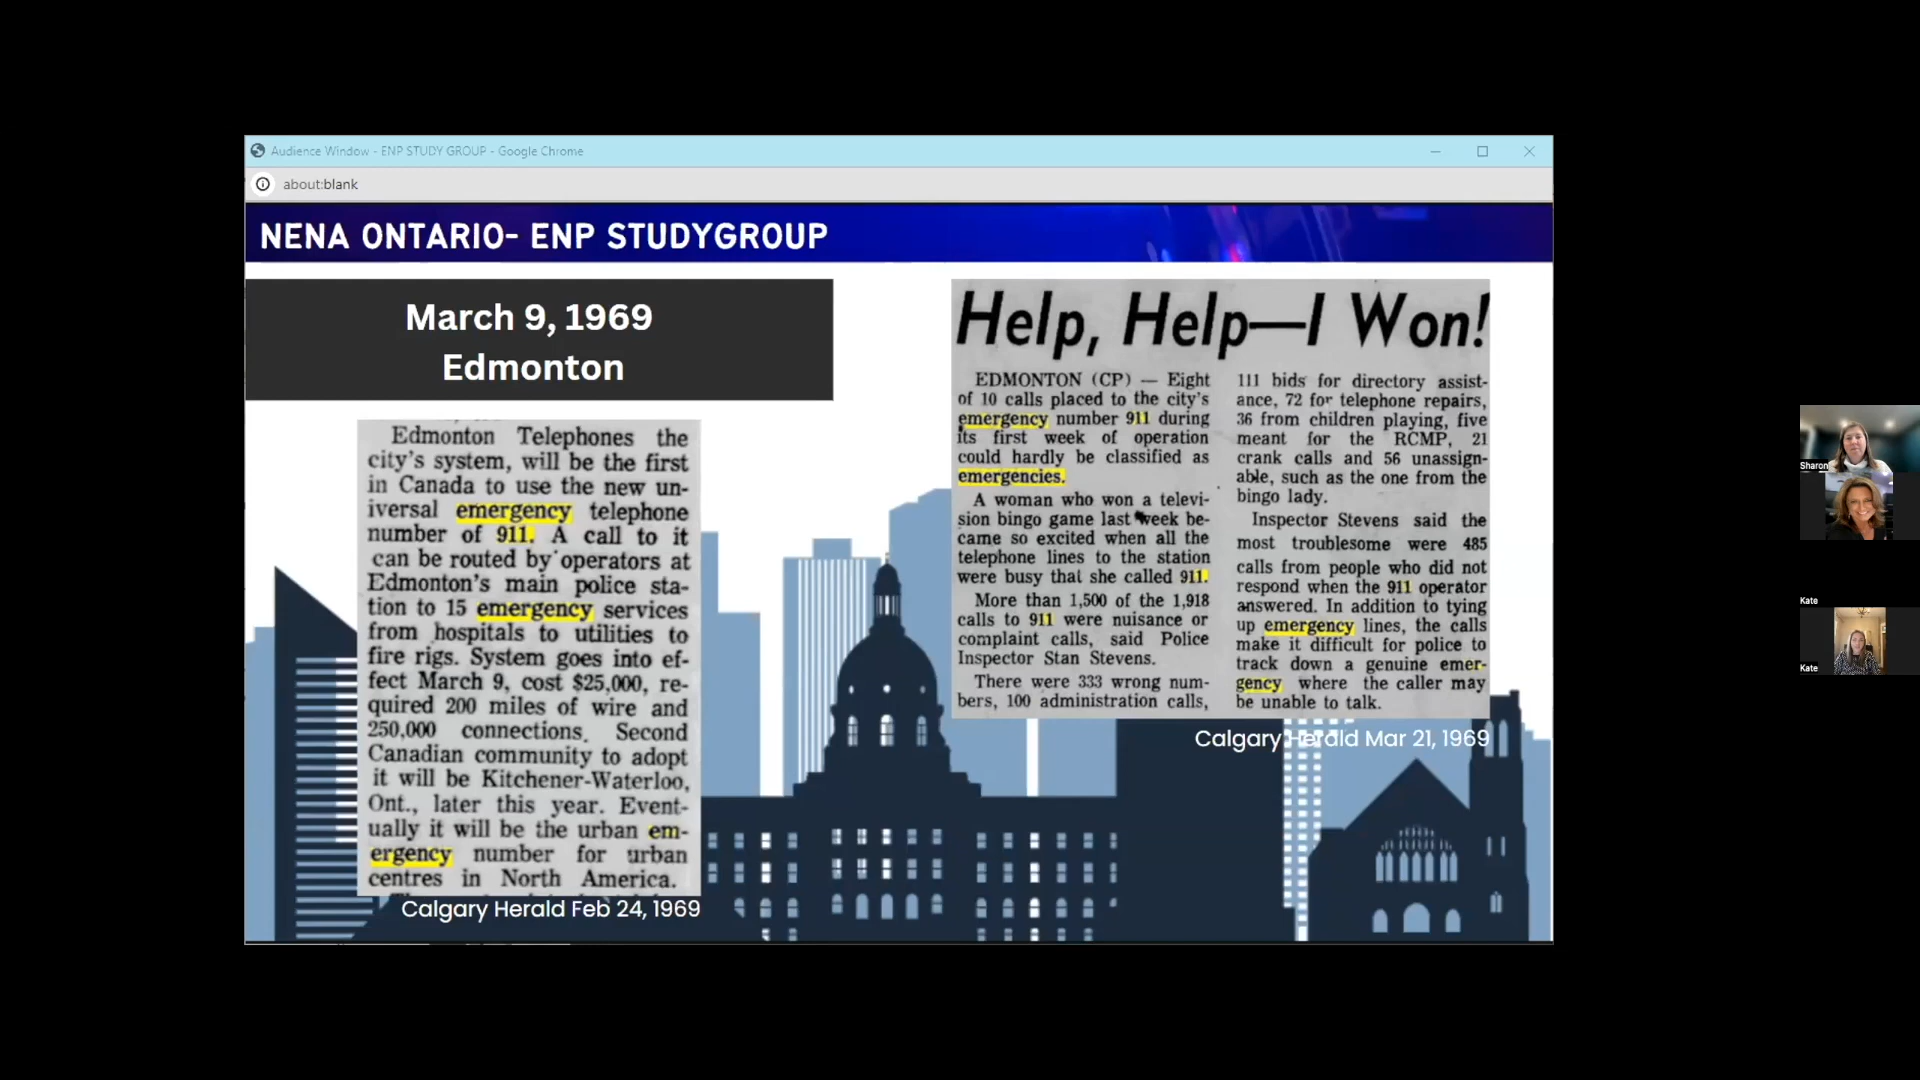 Audience Window - ENP STUDY GROUP - Google Chrome
about:blank
NENA ONTARIO- ENP STUDYGROUP
March 9, 1969
Edmonton
Edmonton Telephones the
city's system, will be the first
in Canada to use the new un-
iversal emergency telephone
number of 911. A call to it
can be routed by operators at
Edmonton's main police sta-
tion to 15 emergency services
from hospitals to utilities to
fire rigs. System goes into ef-
fect March 9, cost $25,000, re-
quired 200 miles of wire and
250,000 connections. Second
Canadian community to adopt
it will be Kitchener-Waterloo,
Ont., later this year. Event-
ually it will be the urban em-
ergency number for urban
centres in North America.
Calgary Herald Feb 24, 1969
Help, Help—I Won!
EDMONTON (CP) — Eight
of 10 calls placed to the city's
emergency number 911 during
its first week of operation
could hardly be classified as
emergencies.
A woman who won a televi-
sion bingo game last week be-
came so excited when all the
telephone lines to the station
were busy that she called 911.
More than 1,500 of the 1,918
calls to 911 were nuisance or
complaint calls, said Police
Inspector Stan Stevens.
There were 333 wrong num-
bers, 100 administration calls,
111 bids for directory assist-
ance, 72 for telephone repairs,
36 from children playing, five
meant for the RCMP, 21
crank calls and 56 unassign-
able, such as the one from the
bingo lady.
Inspector Stevens said the
most troublesome were 485
calls from people who did not
respond when the 911 operator
answered. In addition to tying
up emergency lines, the calls
make it difficult for police to
track down a genuine emer-
gency where the caller may
be unable to talk.
Calgary Herald Mar 21, 1969
Sharon
Kate
Kate